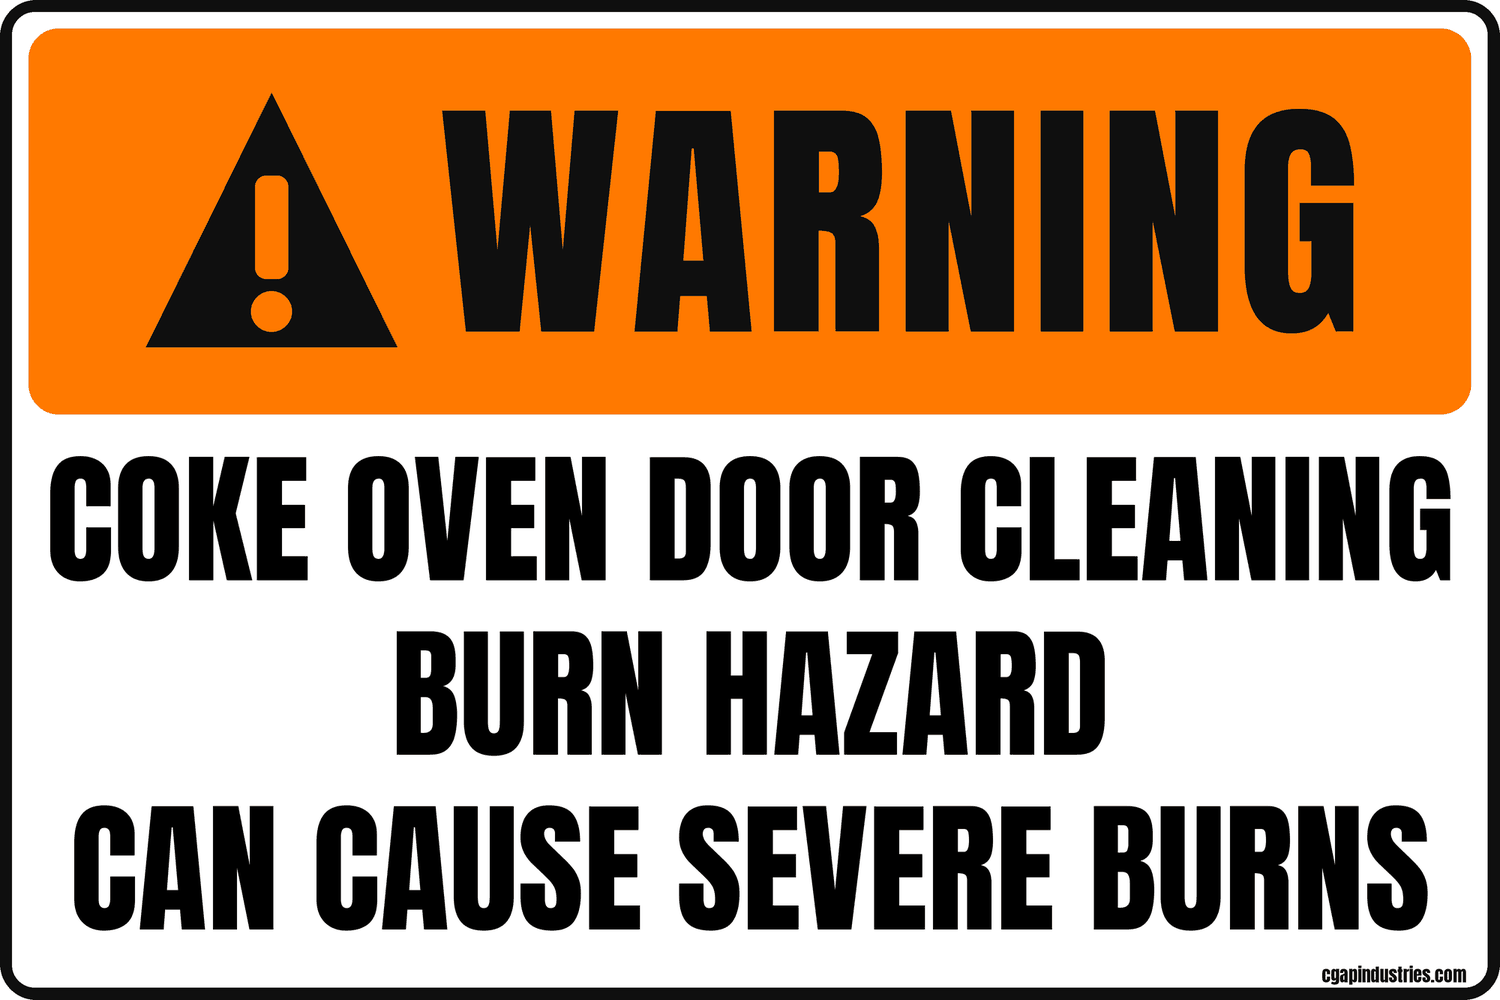 WARNING
COKE OVEN DOOR CLEANING
BURN HAZARD
CAN CAUSE SEVERE BURNS
cgapindustries.com